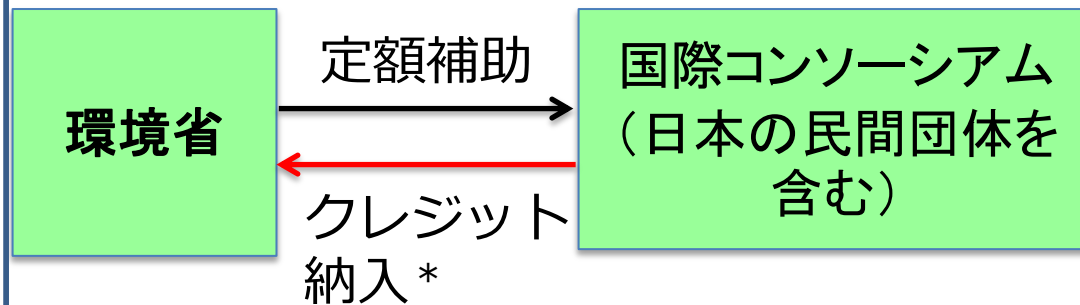 環境省
定額補助
クレジット
納入*
国際コンソーシアム
（日本の民間団体を
含む）